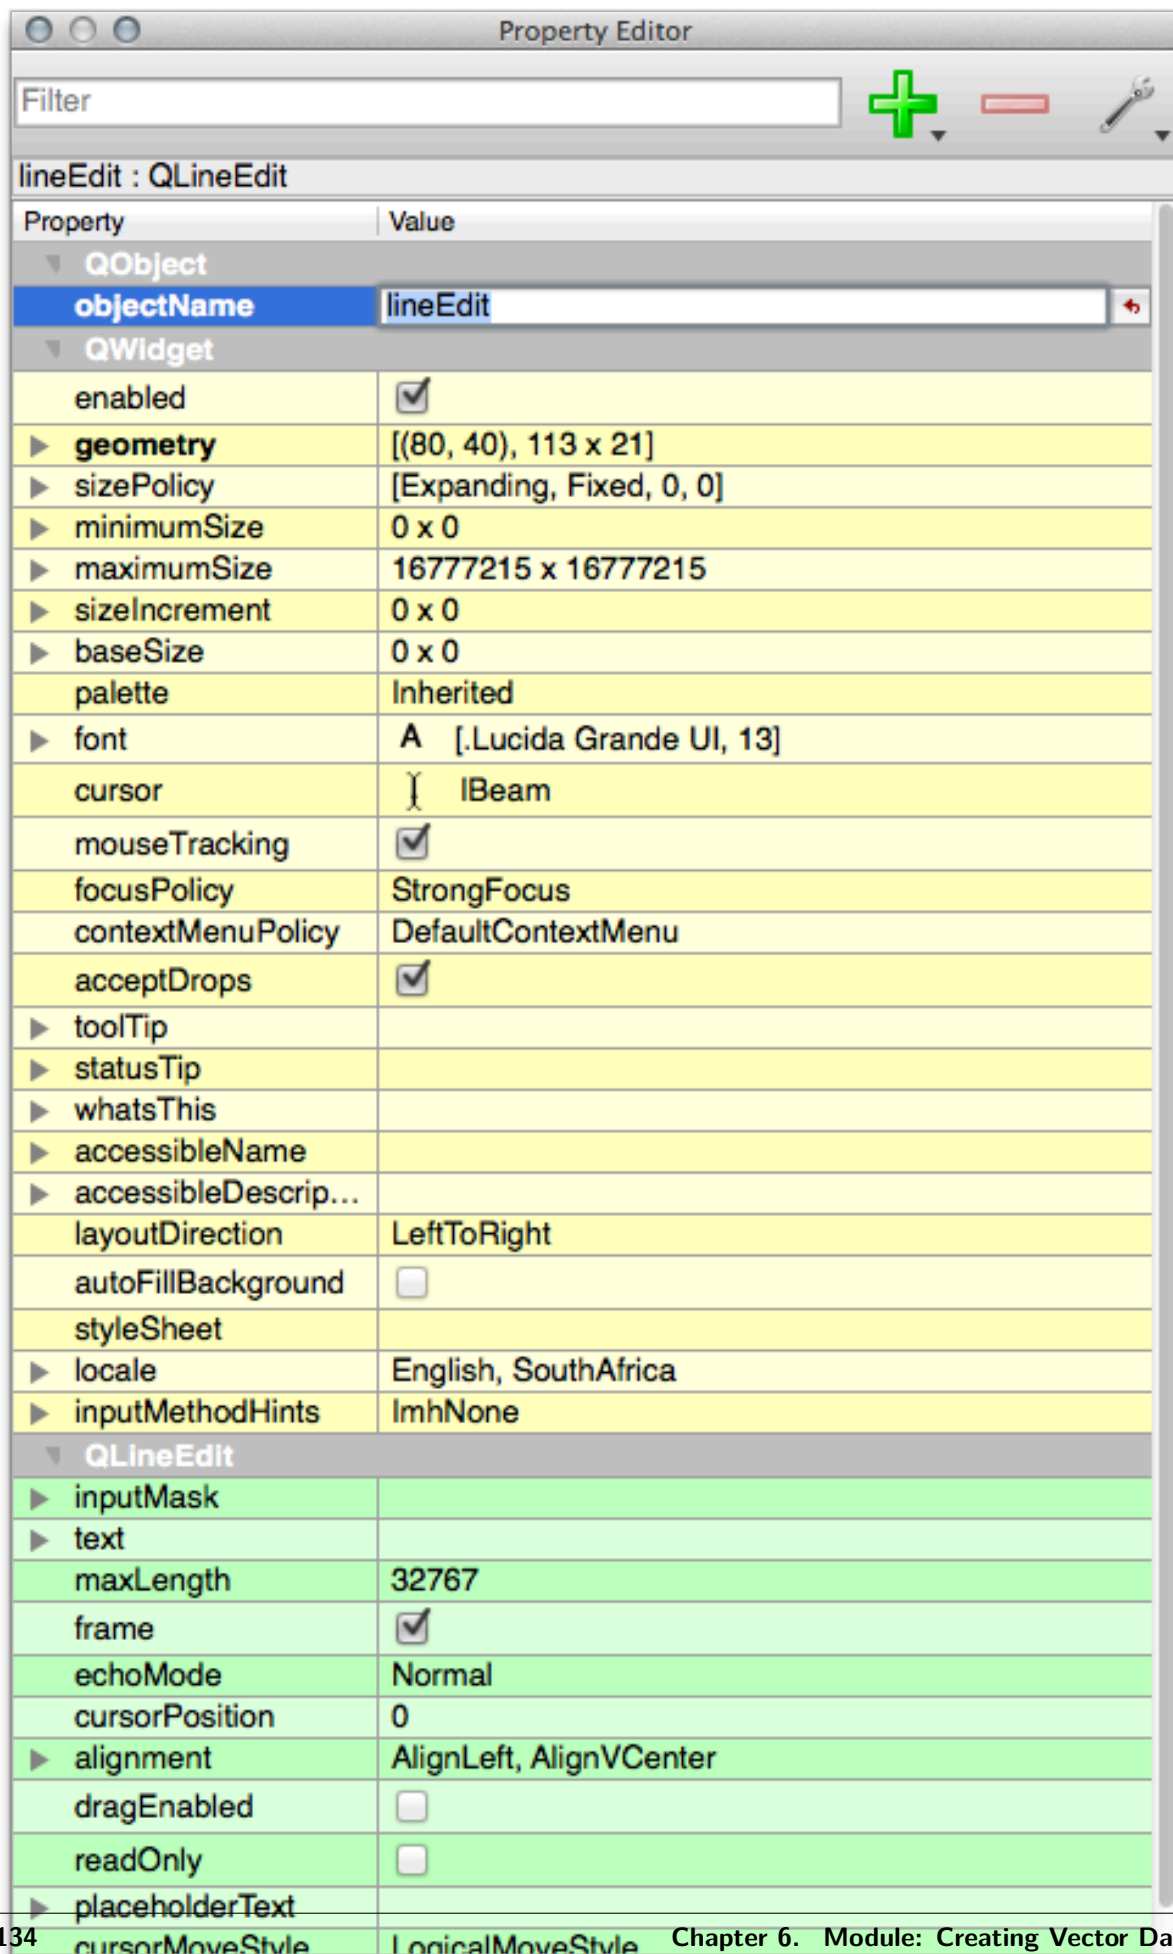 Property Editor
Filter
lineEdit : QLineEdit
Property Value
QObject
objectName lineEdit
QWidget
enabled
geometry [(80, 40), 113 x 21]
sizePolicy [Expanding, Fixed, 0, 0]
minimumSize 0 x 0
maximumSize 16777215 x 16777215
sizeIncrement 0 x 0
baseSize 0 x 0
palette Inherited
font A [.Lucida Grande UI, 13]
cursor IBeam
mouseTracking
focusPolicy StrongFocus
contextMenuPolicy DefaultContextMenu
acceptDrops
toolTip
statusTip
whatsThis
accessibleName
accessibleDescrip...
layoutDirection LeftToRight
autoFillBackground
styleSheet
locale English, SouthAfrica
inputMethodHints ImhNone
QLineEdit
inputMask
text
maxLength 32767
frame
echoMode Normal
cursorPosition 0
alignment AlignLeft, AlignVCenter
dragEnabled
readOnly
placeholderText
134 Chapter 6. Module: Creating Vector Da
cursorMoveStyle LogicalMoveStyle